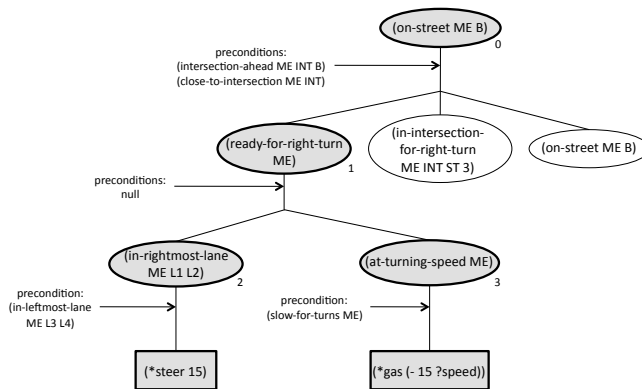 (on-street ME B)
0
preconditions:
(intersection-ahead ME INT B)
(close-to-intersection ME INT)
(ready-for-right-turn
ME)
1
(in-intersection-
for-right-turn
ME INT ST 3)
(on-street ME B)
preconditions:
null
(in-rightmost-lane
ME L1 L2)
2
(at-turning-speed ME)
3
precondition:
(in-leftmost-lane
ME L3 L4)
precondition:
(slow-for-turns ME)
(*steer 15)
(*gas (- 15 ?speed))